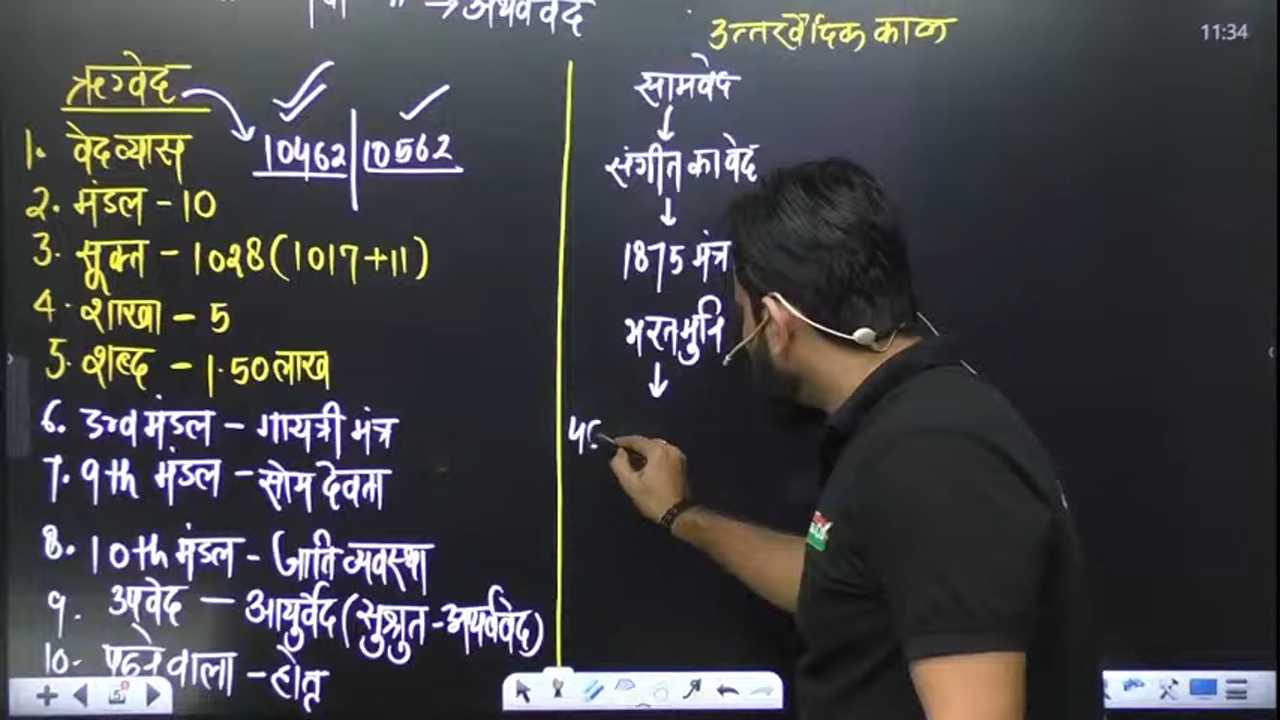 →अथर्ववेद
उत्तरवैदिक काल
11:34
ऋग्वेद
10462 | 10562
1. वेदव्यास
2. मंडल - 10
3. सूक्त - 1028 (1017+11)
4. शाखा - 5
5. शब्द - 1.50 लाख
6. 3rd मंडल - गायत्री मंत्र
7. 9th मंडल - सोम देवता
8. 10th मंडल - जाति व्यवस्था
9. उपवेद - आयुर्वेद (सुश्रुत - अथर्ववेद)
10- पढ़ने वाला - होतृ
सामवेद
↓
संगीत का वेद
↓
1875 मंत्र
भरतमुनि
↓